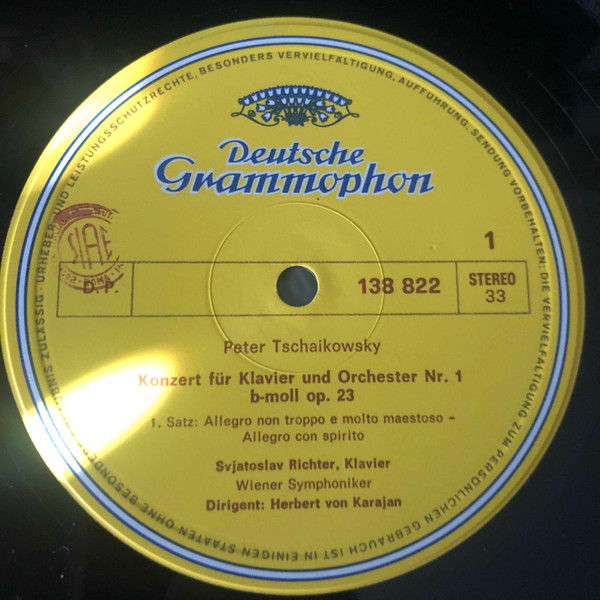 URHEBER- UND LEISTUNGSSCHUTZRECHTE, BESONDERS VERVIELFÄLTIGUNG, AUFFÜHRUNG, SENDUNG VORBEHALTEN: DIE VERVIELFÄLTIGUNG ZUM PERSÖNLICHEN GEBRAUCH IST IN EINIGEN STAATEN OHNE BESONDERE ZULÄSSIG
Deutsche
Grammophon
SIAE
ROMA
D.P.
1
138 822
STEREO
33
Peter Tschaikowsky
Konzert für Klavier und Orchester Nr. 1
b-moll op. 23
1. Satz: Allegro non troppo e molto maestoso –
Allegro con spirito
Svjatoslav Richter, Klavier
Wiener Symphoniker
Dirigent: Herbert von Karajan